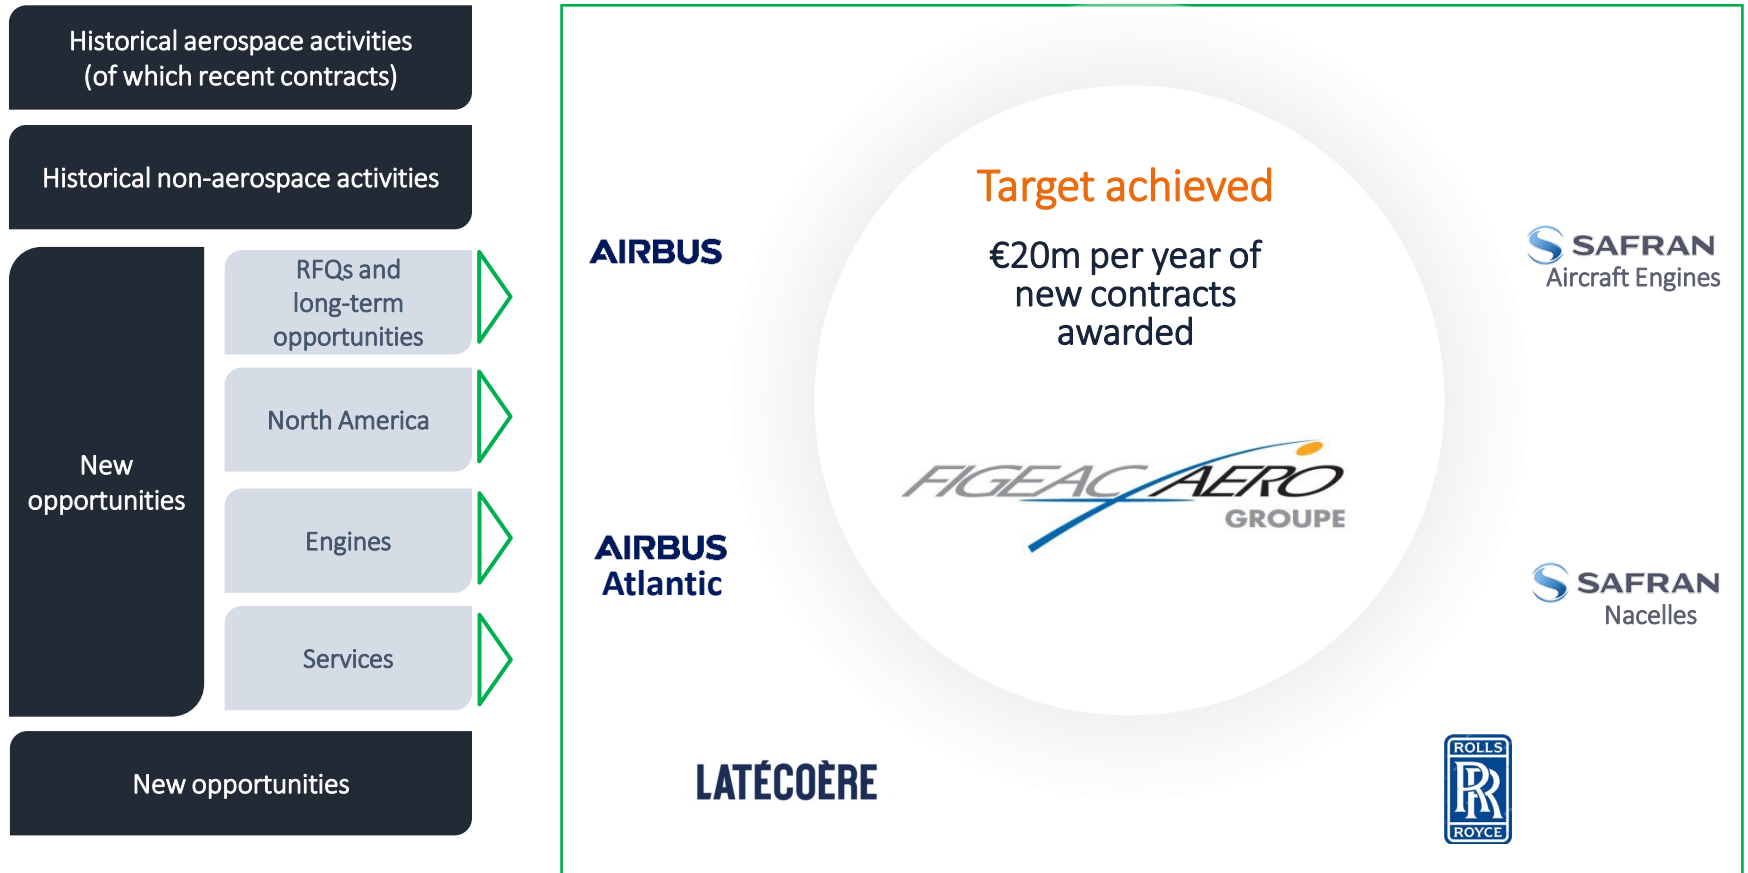 Historical aerospace activities
(of which recent contracts)
Historical non-aerospace activities
New
opportunities
RFQs and
long-term
opportunities
North America
Engines
Services
New opportunities
Target achieved
€20m per year of
new contracts
awarded
FIGEAC AERO
GROUPE
AIRBUS
AIRBUS
Atlantic
LATÉCOÈRE
SAFRAN
Aircraft Engines
SAFRAN
Nacelles
ROLLS
RR
ROYCE